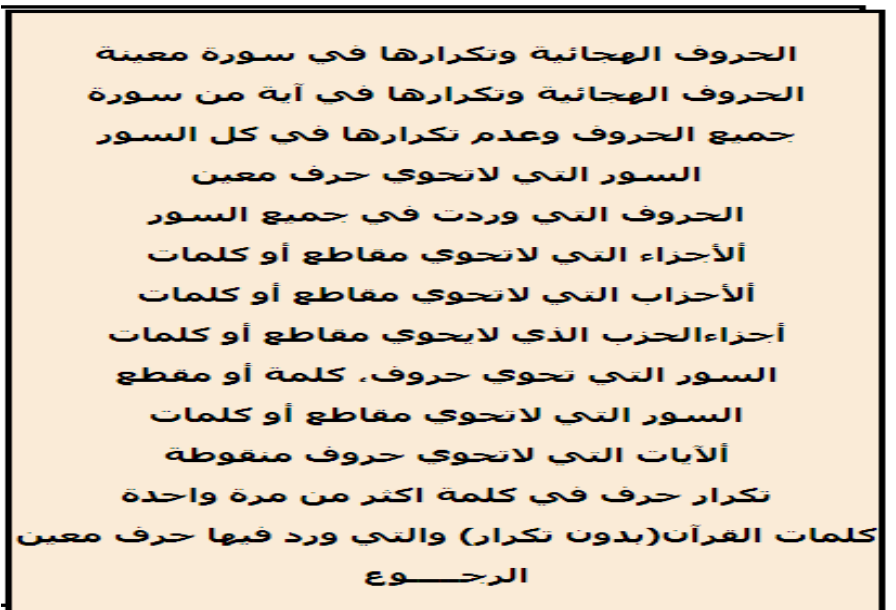 الحروف الهجائية وتكرارها في سورة معينة
الحروف الهجائية وتكرارها في آية من سورة
جميع الحروف وعدم تكرارها في كل السور
السور التي لاتحوي حرف معين
الحروف التي وردت في جميع السور
ألأجزاء التي لاتحوي مقاطع أو كلمات
ألأحزاب التي لاتحوي مقاطع أو كلمات
أجزاءالحزب الذي لايحوي مقاطع أو كلمات
السور التي تحوي حروف، كلمة أو مقطع
السور التي لاتحوي مقاطع أو كلمات
ألآيات التي لاتحوي حروف منقوطة
تكرار حرف في كلمة اكثر من مرة واحدة
كلمات القرآن(بدون تكرار) والتي ورد فيها حرف معين
الرجـــــوع